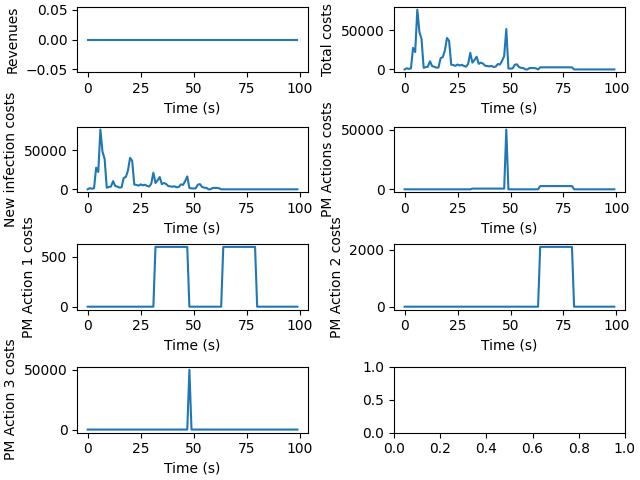 Revenues
0.05
0.00
−0.05
0 25 50 75 100
Time (s)
Total costs
50000
0
0 25 50 75 100
Time (s)
New infection costs
50000
0
0 25 50 75 100
Time (s)
PM Actions costs
50000
0
0 25 50 75 100
Time (s)
PM Action 1 costs
500
0
0 25 50 75 100
Time (s)
PM Action 2 costs
2000
0
0 25 50 75 100
Time (s)
PM Action 3 costs
50000
0
0 25 50 75 100
Time (s)
1.0
0.5
0.0
0.0 0.2 0.4 0.6 0.8 1.0